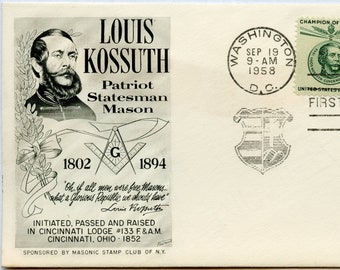 LOUIS
KOSSUTH
Patriot
Statesman
Mason
G
1802 1894
"Oh, if all men were Free Masons
what a Glorious Republic we should have"
Louis Kossuth
INITIATED, PASSED AND RAISED
IN CINCINNATI LODGE #133 F & A.M.
CINCINNATI, OHIO · 1852
SPONSORED BY MASONIC STAMP CLUB OF N.Y.
WASHINGTON
SEP 19
9-AM
1958
D.C.
CHAMPION OF
UNITED STATES
FIRST